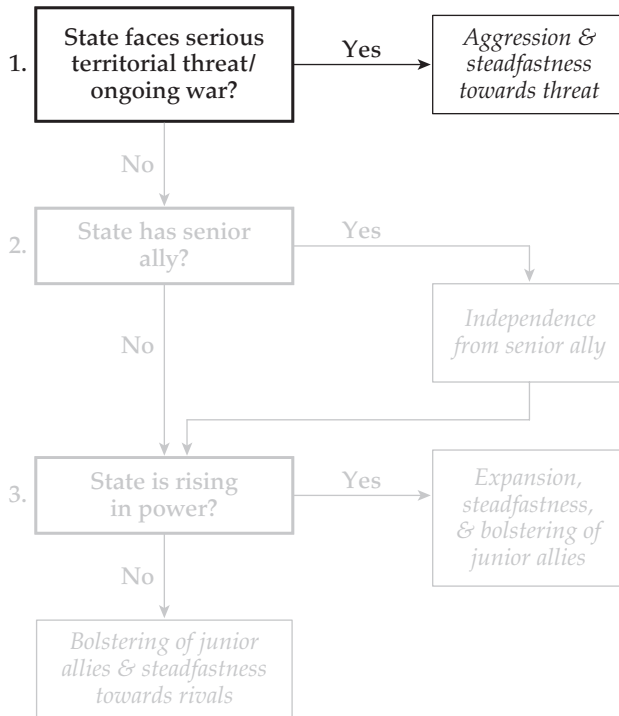 State faces serious
1. territorial threat/
ongoing war?
Yes
Aggression &
steadfastness
towards threat
No
State has senior
2. ally?
Yes
Independence
from senior ally
No
State is rising
3. in power?
Yes
Expansion,
steadfastness,
& bolstering of
junior allies
No
Bolstering of junior
allies & steadfastness
towards rivals